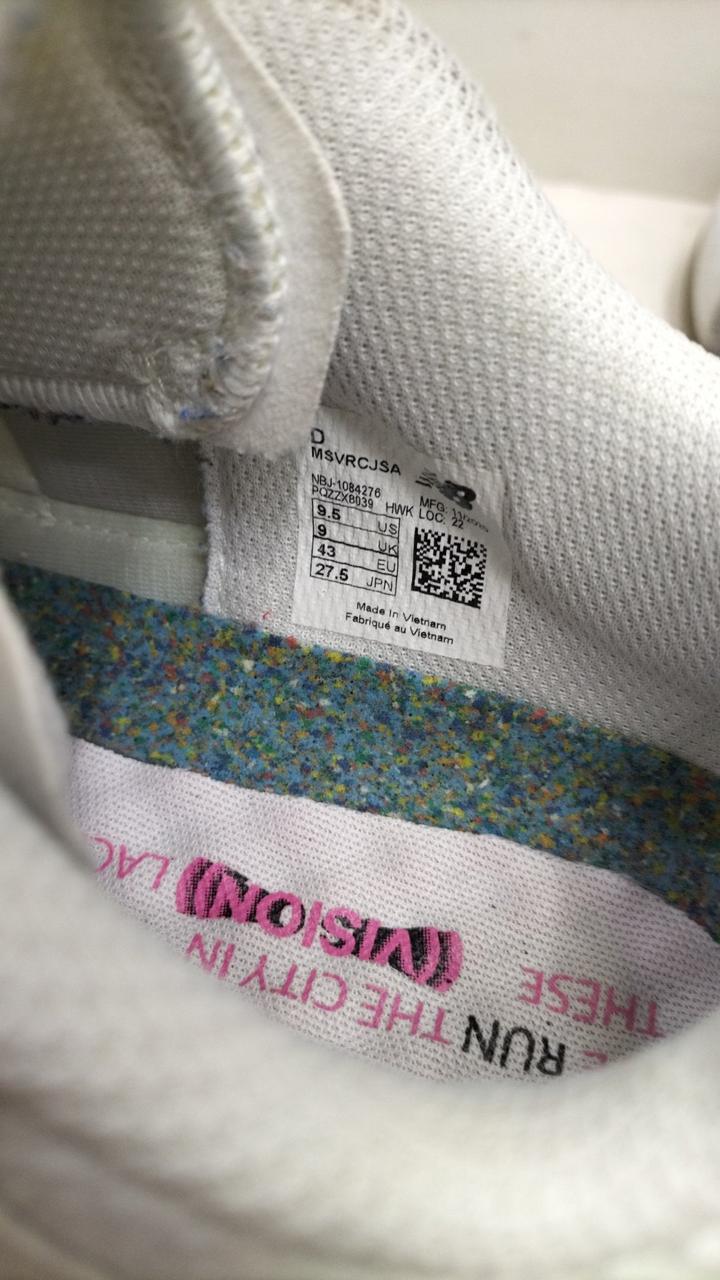 D
MSVRCJSA
NBJ-1084276
PQZZXB039 HWK
MFG:
LOC: 22
9.5 US
9 UK
43 EU
27.5 JPN
Made In Vietnam
Fabriqué au Vietnam
RUN THE CITY IN
THESE (((VISION)))